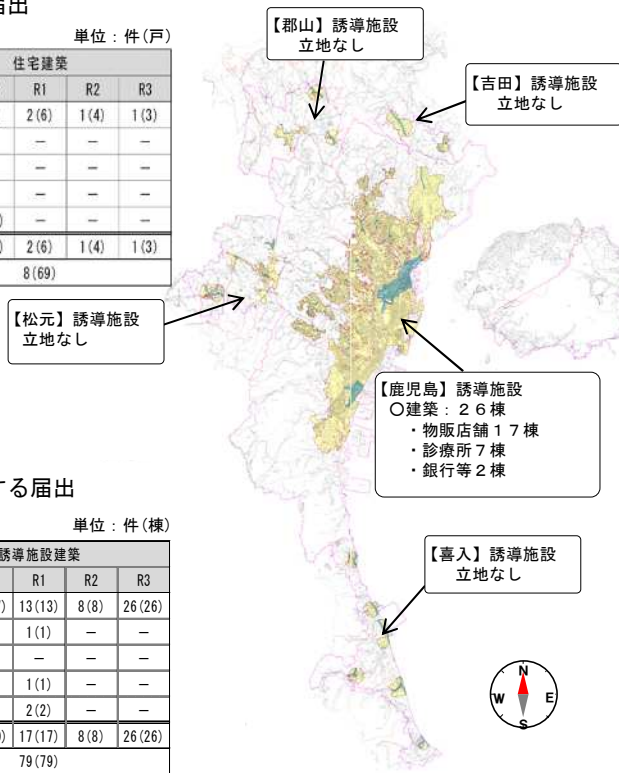 届出
単位：件(戸)
住宅建築
R1 R2 R3
2(6) 1(4) 1(3)
－ － －
－ － －
－ － －
) － － －
) 2(6) 1(4) 1(3)
8(69)
【郡山】誘導施設
立地なし
【吉田】誘導施設
立地なし
【松元】誘導施設
立地なし
【鹿児島】誘導施設
〇建築：２６棟
・物販店舗１７棟
・診療所７棟
・銀行等２棟
する届出
単位：件(棟)
誘導施設建築
R1 R2 R3
) 13(13) 8(8) 26(26)
1(1) － －
－ － －
1(1) － －
2(2) － －
) 17(17) 8(8) 26(26)
79(79)
【喜入】誘導施設
立地なし
N
W E
S